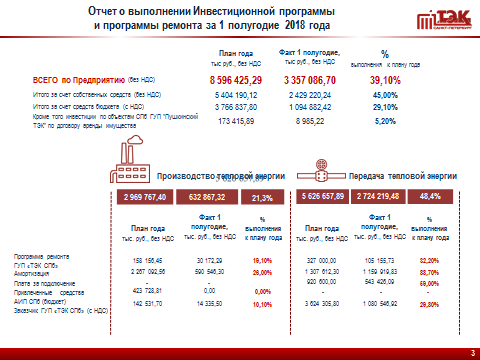 Отчет о выполнении Инвестиционной программы
и программы ремонта за 1 полугодие 2018 года
ТЭК
САНКТ-ПЕТЕРБУРГ
План года Факт 1 полугодие, %
тыс руб., без НДС тыс руб., без НДС выполнения к плану года
ВСЕГО по Предприятию (без НДС) 8 596 425,29 3 357 086,70 39,10%
Итого за счет собственных средств (без НДС) 5 404 190,12 2 429 220,24 45,00%
Итого за счет средств бюджета (с НДС) 3 766 837,80 1 094 882,42 29,10%
Кроме того инвестиции по объектам СПб ГУП "Пушкинский
ТЭК" по договору аренды имущества 173 415,89 8 985,22 5,20%
Производство тепловой энергии Передача тепловой энергии
2 969 767,40 632 867,32 21,3% 5 626 657,89 2 724 219,48 48,4%
План года Факт 1 полугодие, % выполнения к плану года План года Факт 1 полугодие, % выполнения к плану года
тыс. руб., без НДС тыс. руб., без НДС тыс. руб., без НДС тыс. руб., без НДС
Программа ремонта
ГУП «ТЭК СПб» 158 156,45 30 172,29 19,10% 327 000,00 105 155,73 32,20%
Амортизация 2 267 092,56 590 546,30 26,00% 1 307 612,30 1 159 919,83 88,70%
Плата за подключение - - 920 600,00 543 426,09 59,00%
Привлеченные средства 423 728,81 0,00 0,00% - - -
АИП СПб (бюджет)
Заказчик ГУП «ТЭК СПб» (с НДС) 142 531,70 14 335,50 10,10% 3 624 305,80 1 080 546,92 29,80%
3